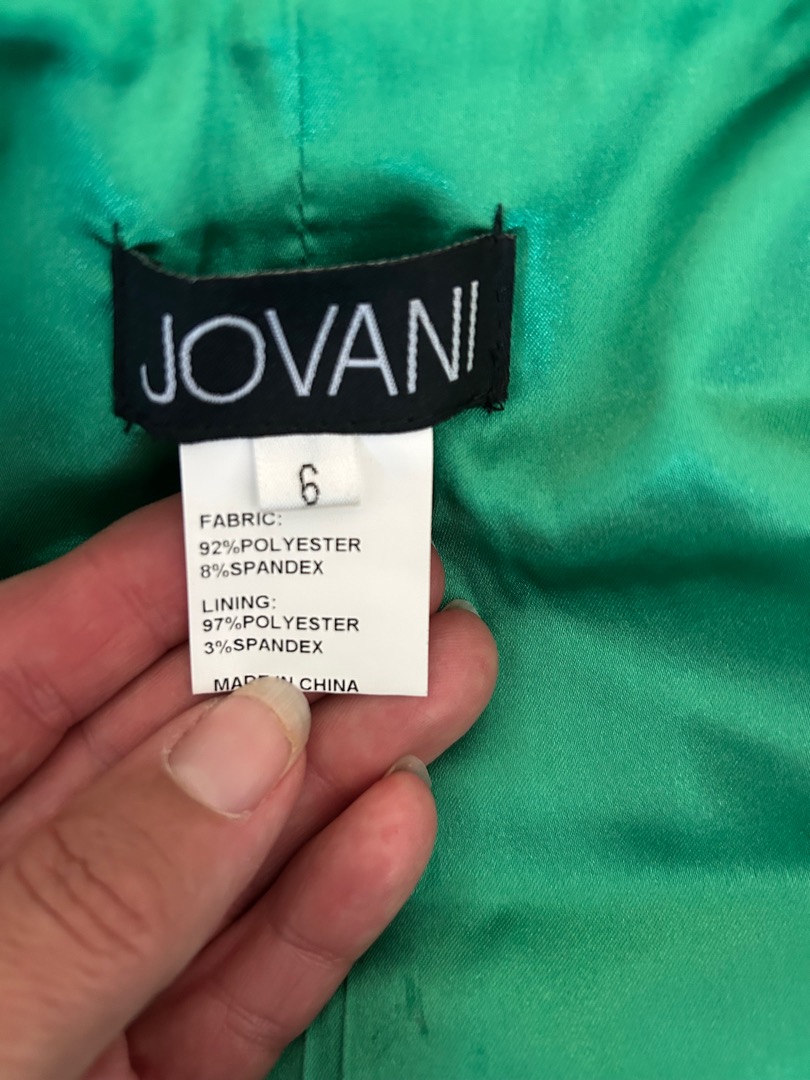 JOVANI
6
FABRIC:
92%POLYESTER
8%SPANDEX
LINING:
97%POLYESTER
3%SPANDEX
MADE IN CHINA